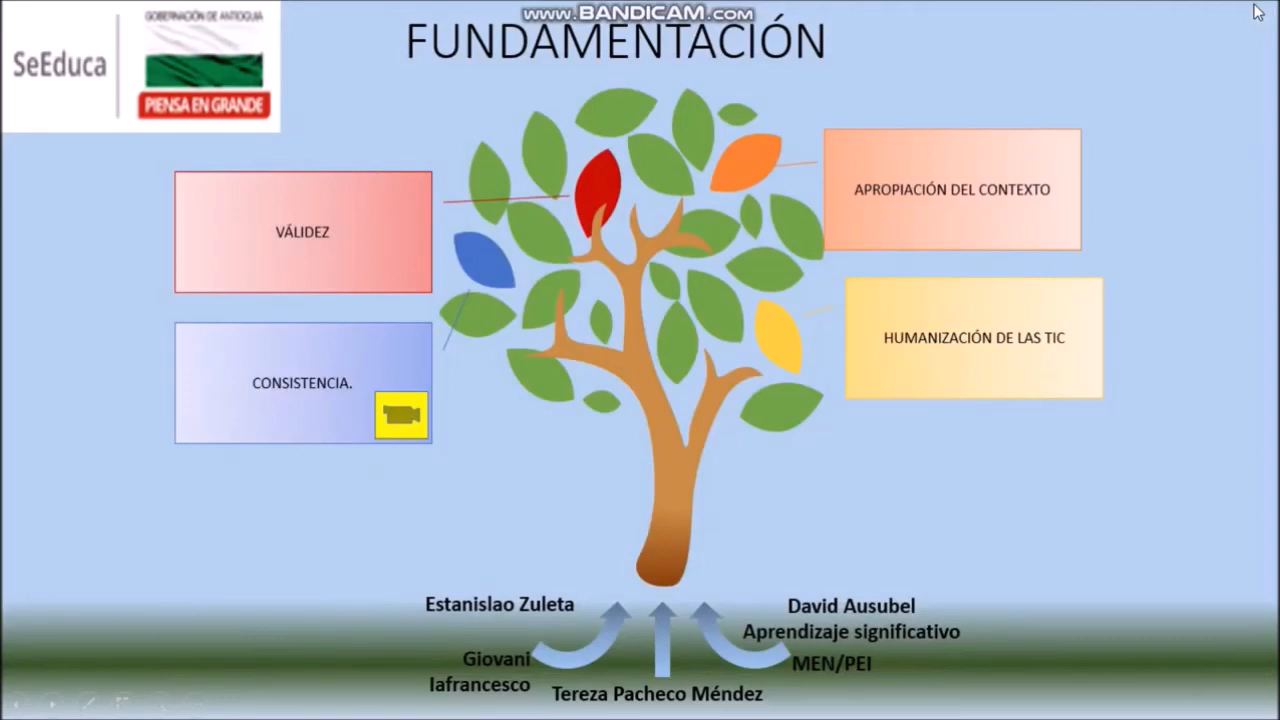 www.BANDICAM.com
GOBERNACIÓN DE ANTIOQUIA
SeEduca
PIENSA EN GRANDE
FUNDAMENTACIÓN
VÁLIDEZ
APROPIACIÓN DEL CONTEXTO
CONSISTENCIA.
HUMANIZACIÓN DE LAS TIC
Estanislao Zuleta
David Ausubel
Aprendizaje significativo
Giovani
Iafrancesco
MEN/PEI
Tereza Pacheco Méndez